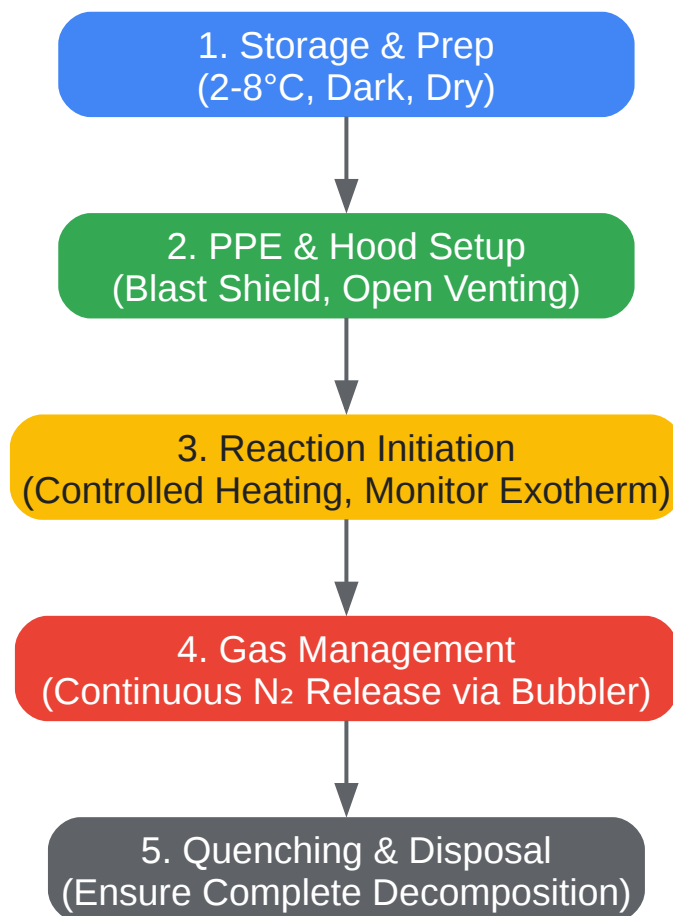 1. Storage & Prep
(2-8°C, Dark, Dry)
2. PPE & Hood Setup
(Blast Shield, Open Venting)
3. Reaction Initiation
(Controlled Heating, Monitor Exotherm)
4. Gas Management
(Continuous N₂ Release via Bubbler)
5. Quenching & Disposal
(Ensure Complete Decomposition)